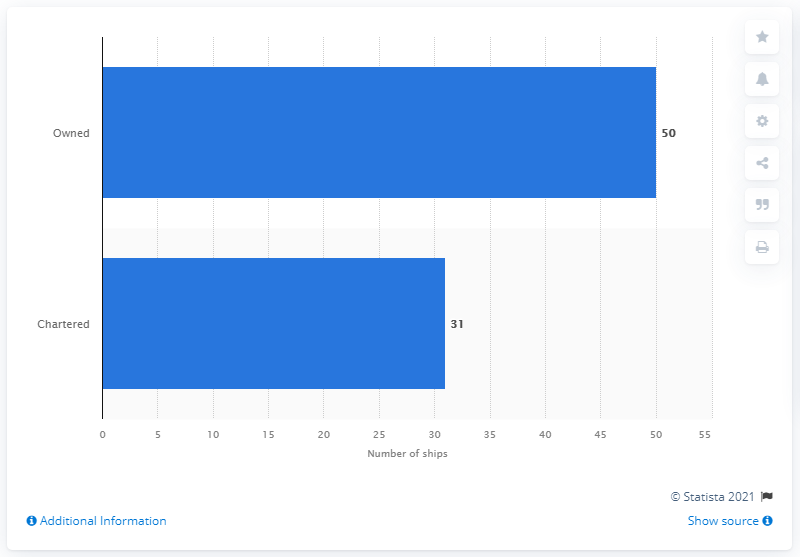 Owned
50
Chartered
31
0 5 10 15 20 25 30 35 40 45 50 55
Number of ships
© Statista 2021
Additional Information
Show source